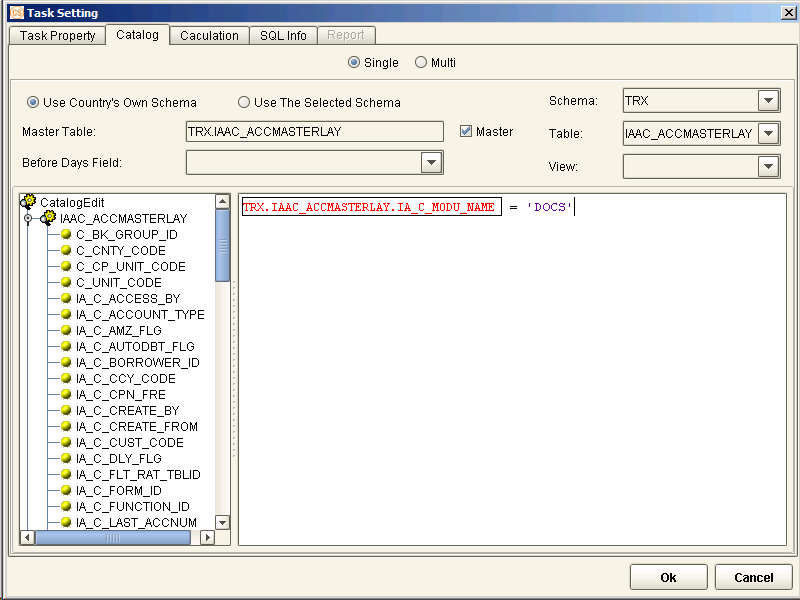 CS Task Setting
Task Property Catalog Caculation SQL Info Report
Single Multi
Use Country's Own Schema Use The Selected Schema Schema: TRX
Master Table: TRX.IAAC_ACCMASTERLAY Master Table: IAAC_ACCMASTERLAY
Before Days Field: View:
CatalogEdit
IAAC_ACCMASTERLAY
C_BK_GROUP_ID
C_CNTY_CODE
C_CP_UNIT_CODE
C_UNIT_CODE
IA_C_ACCESS_BY
IA_C_ACCOUNT_TYPE
IA_C_AMZ_FLG
IA_C_AUTODBT_FLG
IA_C_BORROWER_ID
IA_C_CCY_CODE
IA_C_CPN_FRE
IA_C_CREATE_BY
IA_C_CREATE_FROM
IA_C_CUST_CODE
IA_C_DLY_FLG
IA_C_FLT_RAT_TBLID
IA_C_FORM_ID
IA_C_FUNCTION_ID
IA_C_LAST_ACCNUM
TRX.IAAC_ACCMASTERLAY.IA_C_MODU_NAME = 'DOCS'
Ok Cancel